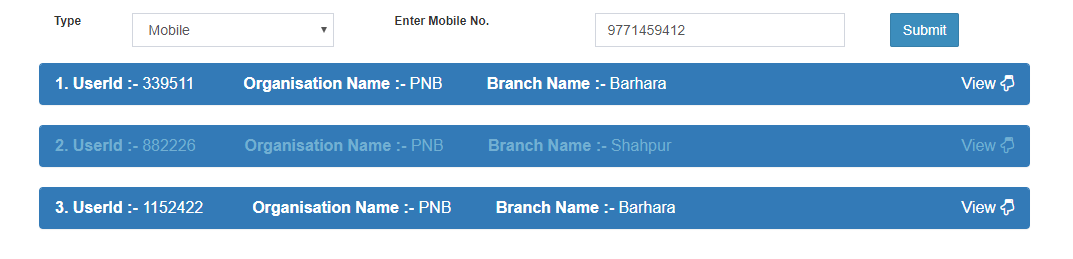 Type Mobile Enter Mobile No. 9771459412 Submit
1. UserId :- 339511 Organisation Name :- PNB Branch Name :- Barhara View
2. UserId :- 882226 Organisation Name :- PNB Branch Name :- Shahpur View
3. UserId :- 1152422 Organisation Name :- PNB Branch Name :- Barhara View